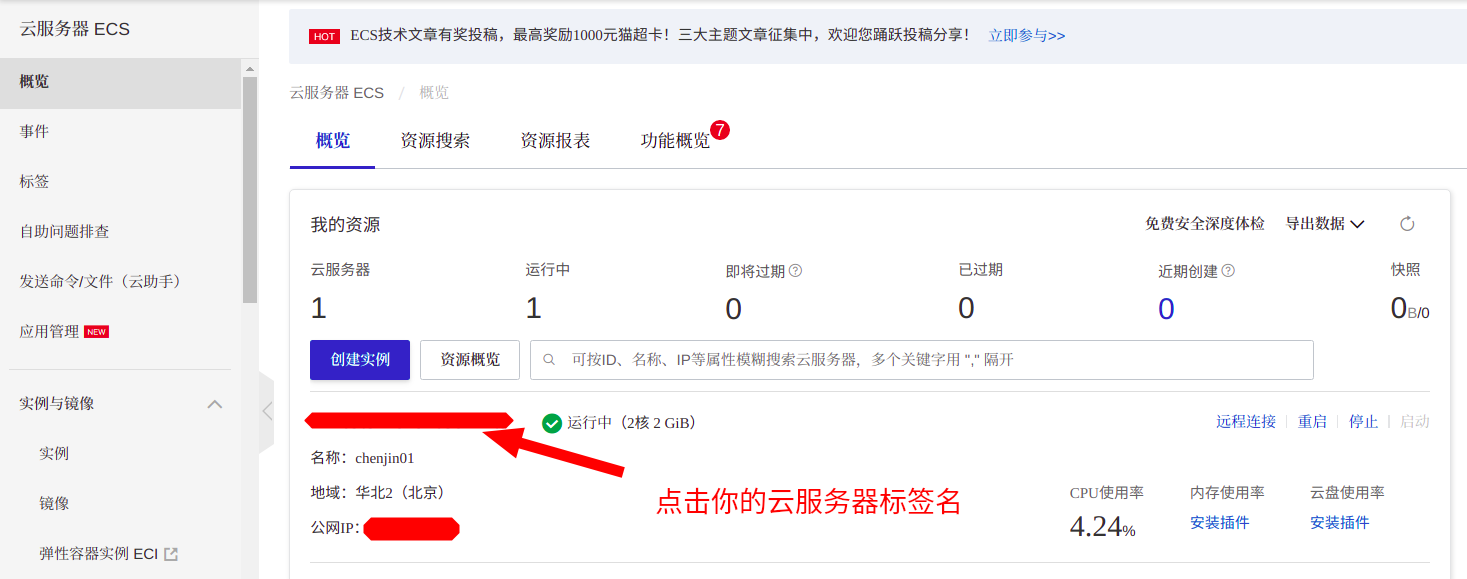 云服务器 ECS
概览
事件
标签
自助问题排查
发送命令/文件（云助手）
应用管理 NEW
实例与镜像
实例
镜像
弹性容器实例 ECI
HOT ECS技术文章有奖投稿，最高奖励1000元猫超卡！三大主题文章征集中，欢迎您踊跃投稿分享！ 立即参与>>
云服务器 ECS / 概览
概览 资源搜索 资源报表 功能概览 7
我的资源 免费安全深度体检 导出数据
云服务器 运行中 即将过期 已过期 近期创建 快照
1 1 0 0 0 0B/0
创建实例 资源概览 可按ID、名称、IP等属性模糊搜索云服务器，多个关键字用 "," 隔开
运行中（2核 2 GiB） 远程连接 重启 停止 启动
名称：chenjin01
地域：华北2（北京）
公网IP：
点击你的云服务器标签名
CPU使用率 内存使用率 云盘使用率
4.24% 安装插件 安装插件